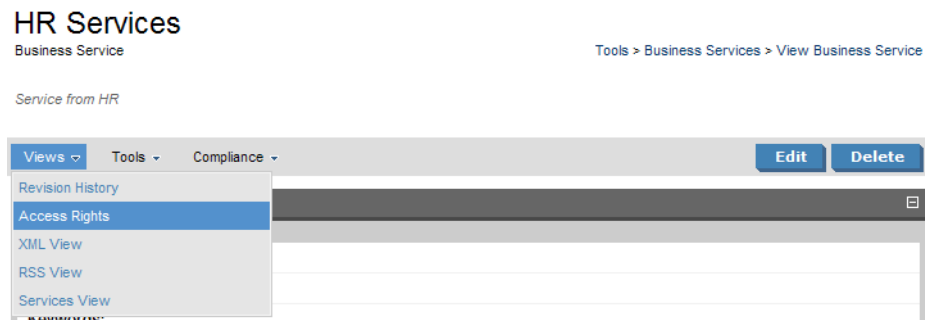 HR Services
Business Service
Tools > Business Services > View Business Service
Service from HR
Views Tools Compliance Edit Delete
Revision History
Access Rights
XML View
RSS View
Services View
Keywords: